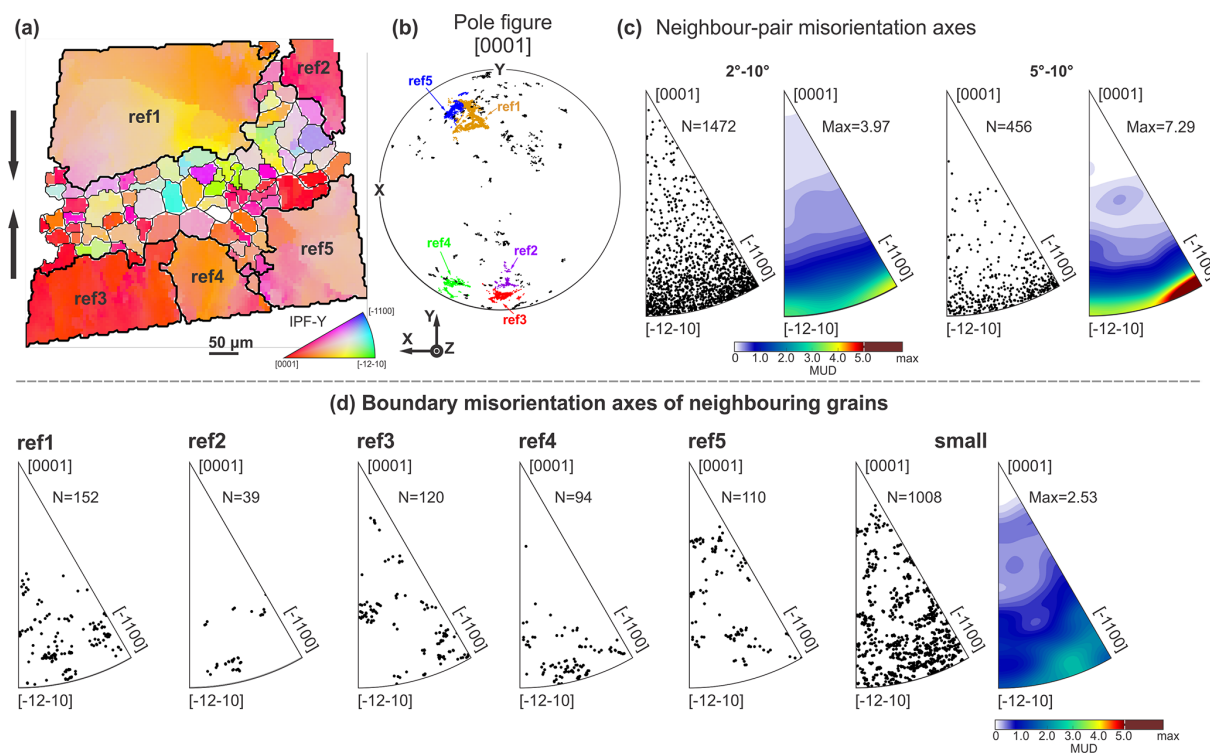 (a)
ref1
ref2
ref3
ref4
ref5
IPF-Y
[-1100]
[0001]
[-12-10]
50 µm
(b)
Pole figure
[0001]
Y
X
ref5
ref1
ref4
ref2
ref3
Y
X
Z
(c) Neighbour-pair misorientation axes
2°-10°
5°-10°
[0001]
N=1472
[-1100]
[-12-10]
[0001]
Max=3.97
[-1100]
[-12-10]
[0001]
N=456
[-1100]
[-12-10]
[0001]
Max=7.29
[-1100]
[-12-10]
0 1.0 2.0 3.0 4.0 5.0 max
MUD
(d) Boundary misorientation axes of neighbouring grains
ref1
[0001]
N=152
[-1100]
[-12-10]
ref2
[0001]
N=39
[-1100]
[-12-10]
ref3
[0001]
N=120
[-1100]
[-12-10]
ref4
[0001]
N=94
[-1100]
[-12-10]
ref5
[0001]
N=110
[-1100]
[-12-10]
small
[0001]
N=1008
[-1100]
[-12-10]
[0001]
Max=2.53
[-1100]
[-12-10]
0 1.0 2.0 3.0 4.0 5.0 max
MUD